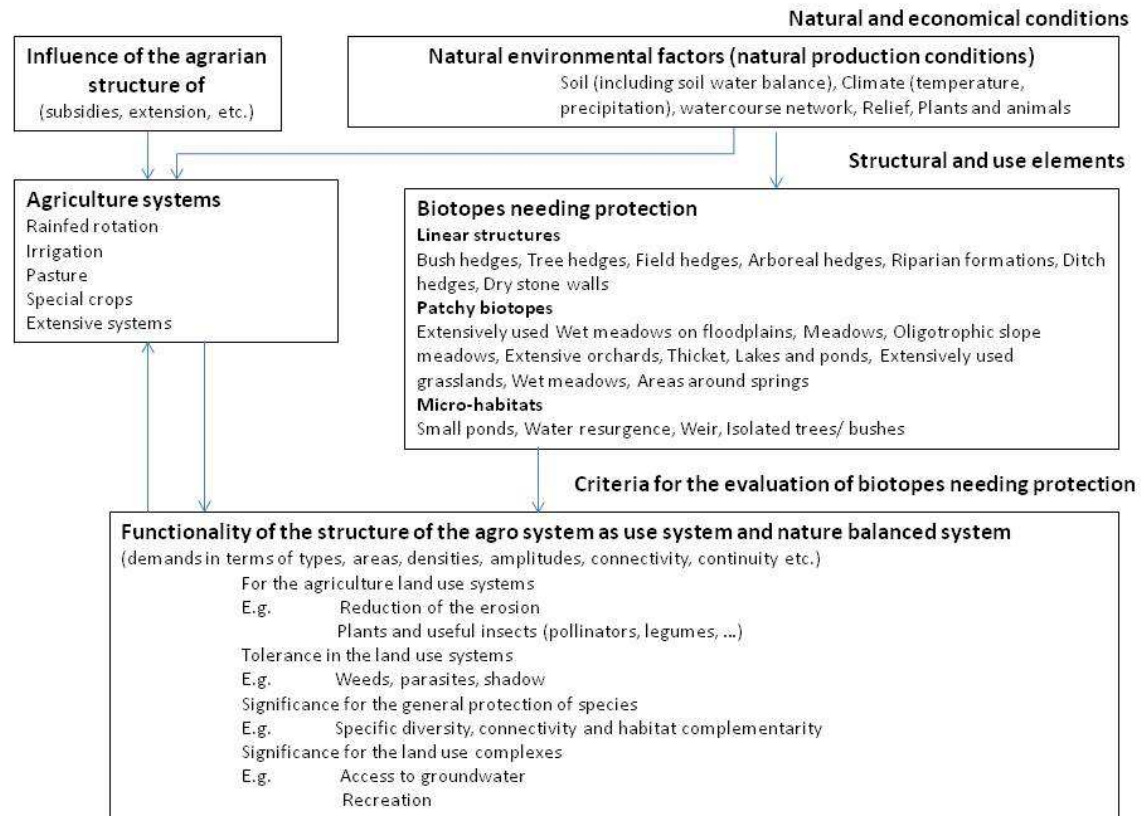 Natural and economical conditions
Influence of the agrarian
structure of
(subsidies, extension, etc.)
Natural environmental factors (natural production conditions)
Soil (including soil water balance), Climate (temperature,
precipitation), watercourse network, Relief, Plants and animals
Structural and use elements
Agriculture systems
Rainfed rotation
Irrigation
Pasture
Special crops
Extensive systems
Biotopes needing protection
Linear structures
Bush hedges, Tree hedges, Field hedges, Arboreal hedges, Riparian formations, Ditch
hedges, Dry stone walls
Patchy biotopes
Extensively used Wet meadows on floodplains, Meadows, Oligotrophic slope
meadows, Extensive orchards, Thicket, Lakes and ponds, Extensively used
grasslands, Wet meadows, Areas around springs
Micro-habitats
Small ponds, Water resurgence, Weir, Isolated trees/ bushes
Criteria for the evaluation of biotopes needing protection
Functionality of the structure of the agro system as use system and nature balanced system
(demands in terms of types, areas, densities, amplitudes, connectivity, continuity etc.)
For the agriculture land use systems
E.g. Reduction of the erosion
Plants and useful insects (pollinators, legumes, ...)
Tolerance in the land use systems
E.g. Weeds, parasites, shadow
Significance for the general protection of species
E.g. Specific diversity, connectivity and habitat complementarity
Significance for the land use complexes
E.g. Access to groundwater
Recreation